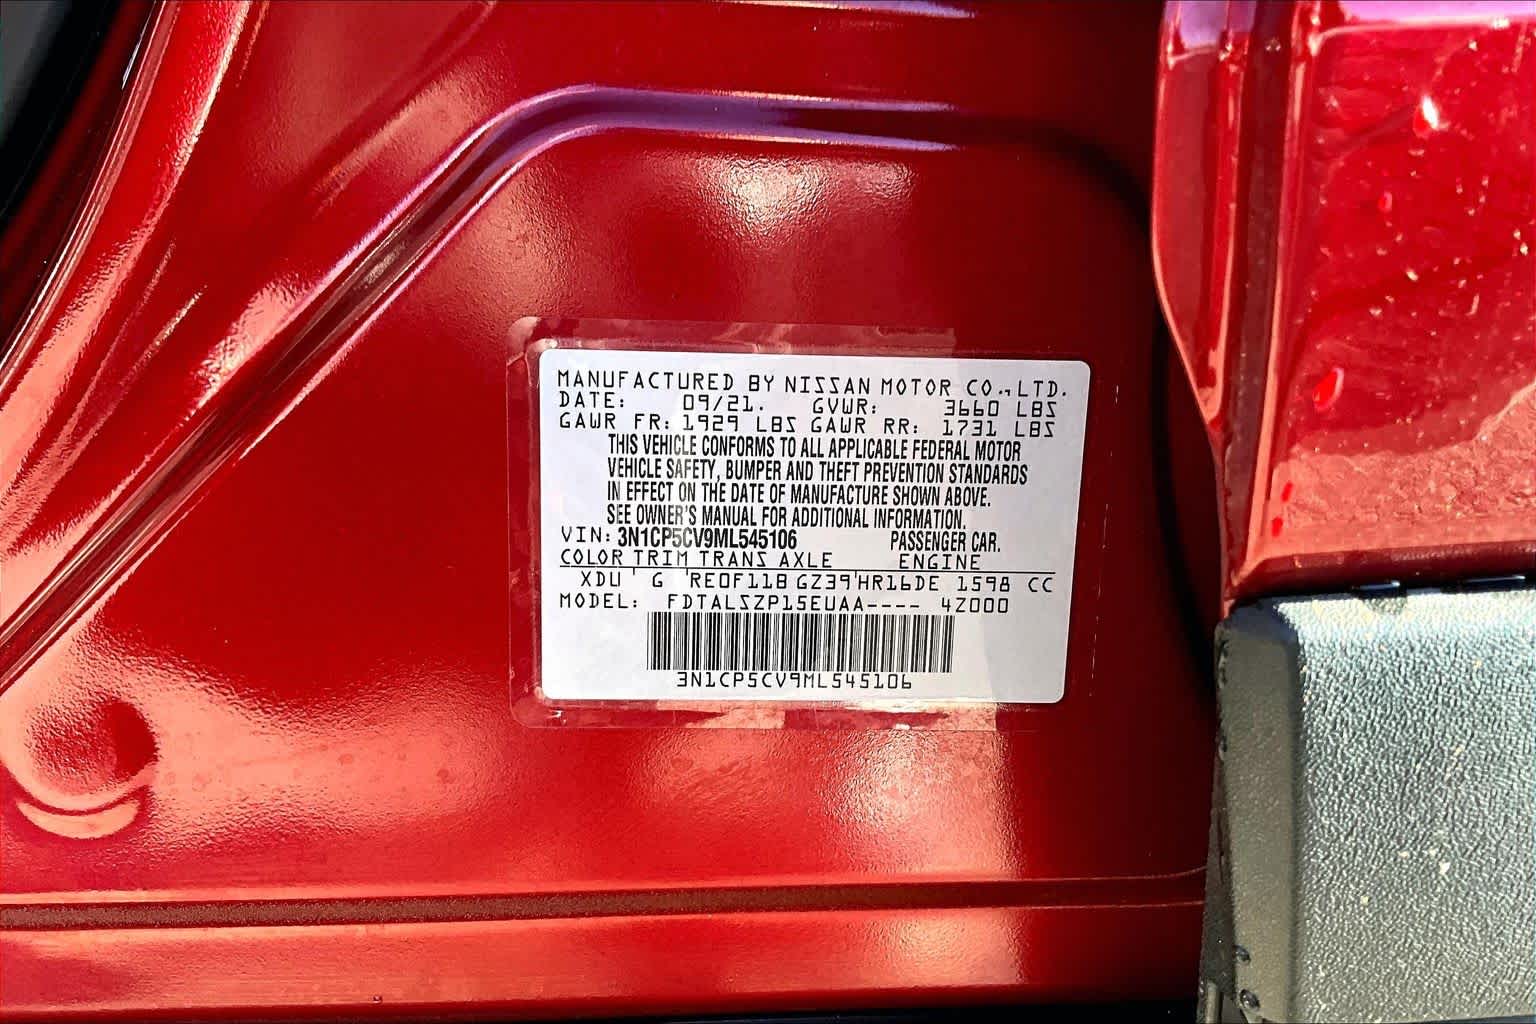 MANUFACTURED BY NISSAN MOTOR CO., LTD.
DATE: 09/21. GVWR: 3660 LBS
GAWR FR: 1929 LBS GAWR RR: 1731 LBS
THIS VEHICLE CONFORMS TO ALL APPLICABLE FEDERAL MOTOR
VEHICLE SAFETY, BUMPER AND THEFT PREVENTION STANDARDS
IN EFFECT ON THE DATE OF MANUFACTURE SHOWN ABOVE.
SEE OWNER'S MANUAL FOR ADDITIONAL INFORMATION.
VIN: 3N1CP5CV9ML545106 PASSENGER CAR.
COLOR TRIM TRANS AXLE ENGINE
XDU ' G 'RE0F11B GZ39'HR16DE 1598 CC
MODEL: FDTALSZP15EUAA---- 4Z000
3N1CP5CV9ML545106